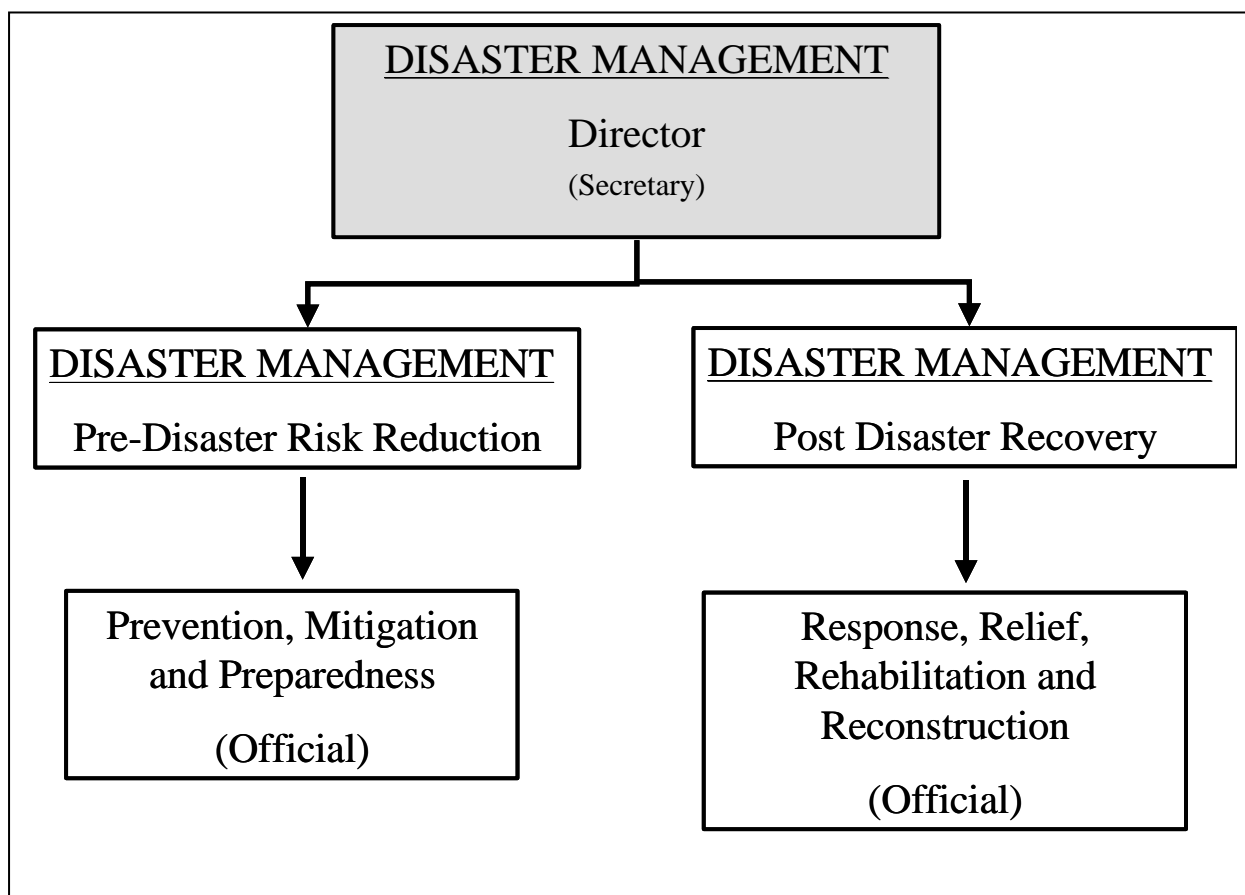 DISASTER MANAGEMENT
Director
(Secretary)
DISASTER MANAGEMENT
Pre-Disaster Risk Reduction
DISASTER MANAGEMENT
Post Disaster Recovery
Prevention, Mitigation
and Preparedness
(Official)
Response, Relief,
Rehabilitation and
Reconstruction
(Official)